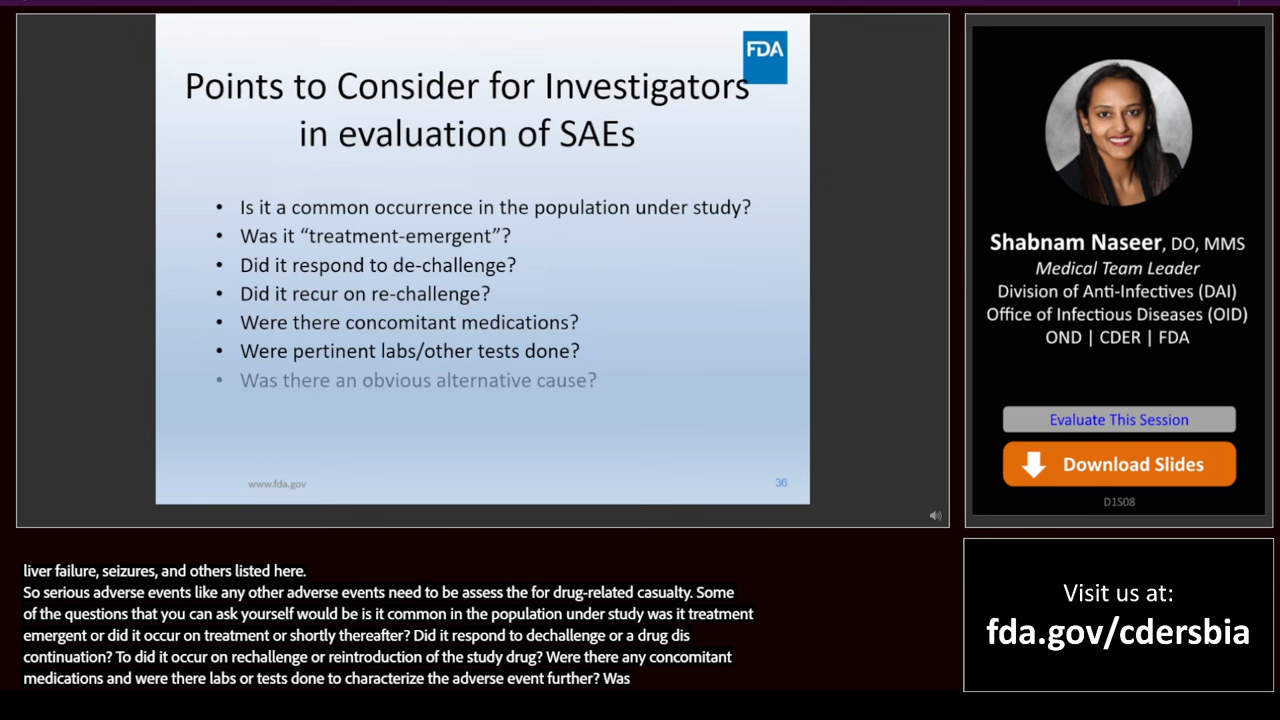 FDA
Points to Consider for Investigators
in evaluation of SAEs
• Is it a common occurrence in the population under study?
• Was it “treatment-emergent”?
• Did it respond to de-challenge?
• Did it recur on re-challenge?
• Were there concomitant medications?
• Were pertinent labs/other tests done?
• Was there an obvious alternative cause?
www.fda.gov
36
Shabnam Naseer, DO, MMS
Medical Team Leader
Division of Anti-Infectives (DAI)
Office of Infectious Diseases (OID)
OND | CDER | FDA
Evaluate This Session
Download Slides
D1S08
liver failure, seizures, and others listed here.
So serious adverse events like any other adverse events need to be assess the for drug-related casualty. Some
of the questions that you can ask yourself would be is it common in the population under study was it treatment
emergent or did it occur on treatment or shortly thereafter? Did it respond to dechallenge or a drug dis
continuation? To did it occur on rechallenge or reintroduction of the study drug? Were there any concomitant
medications and were there labs or tests done to characterize the adverse event further? Was
Visit us at:
fda.gov/cdersbia